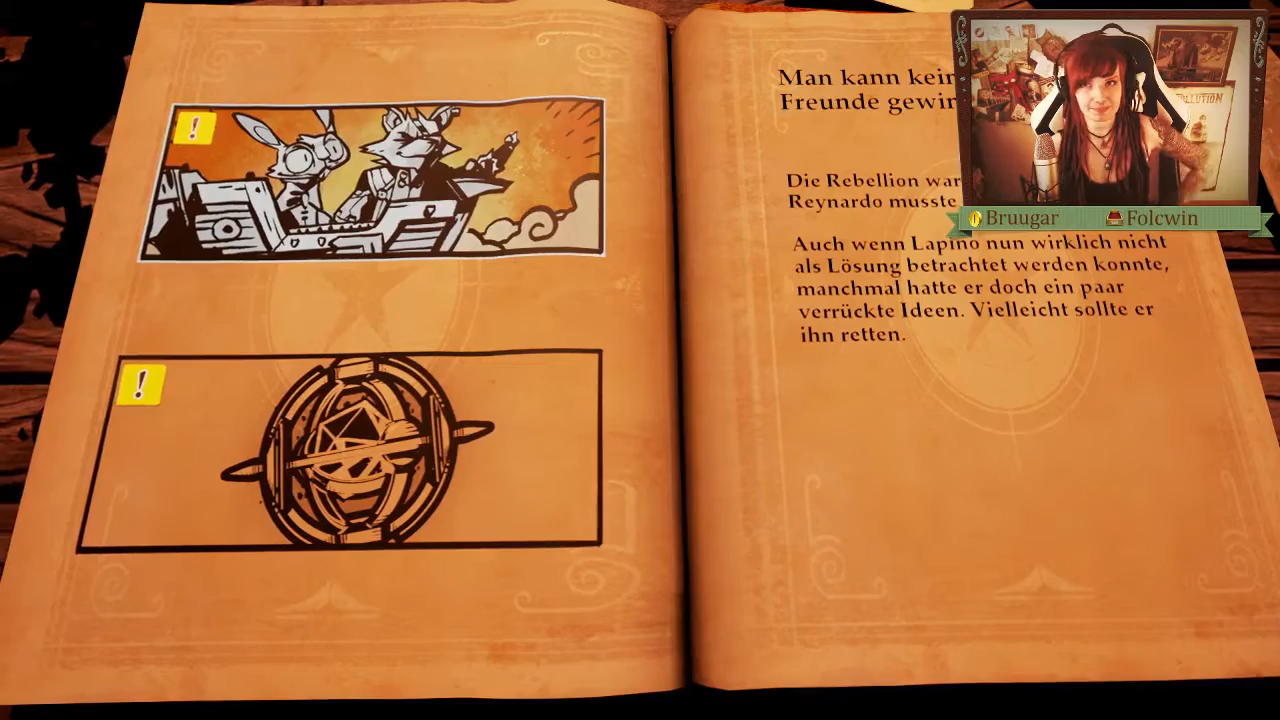 !
!
Man kann kein
Freunde gewin
Die Rebellion war
Reynardo musste
Auch wenn Lapino nun wirklich nicht
als Lösung betrachtet werden konnte,
manchmal hatte er doch ein paar
verrückte Ideen. Vielleicht sollte er
ihn retten.
Bruugar
Folcwin